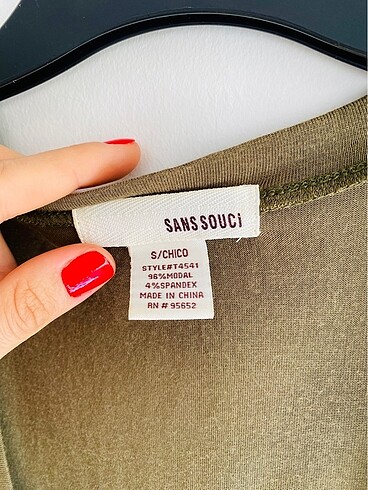 SANS SOUCi
S/CHICO
STYLE#T4541
96%MODAL
4%SPANDEX
MADE IN CHINA
RN # 95652